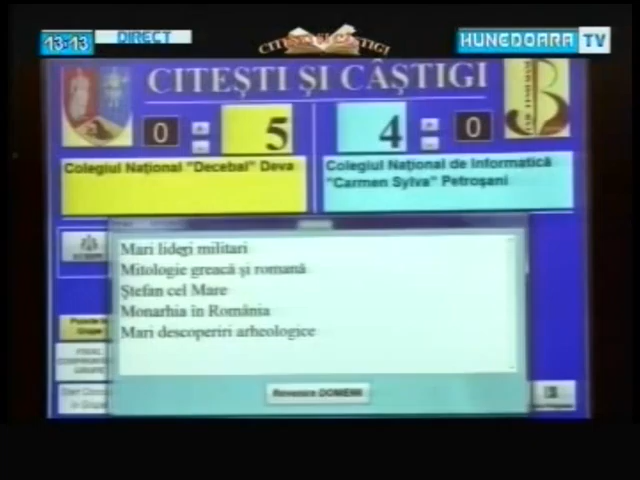 13:13
DIRECT
CITEȘTI ȘI CÂȘTIGI
HUNEDOARA TV
CITEȘTI ȘI CÂȘTIGI
0 5 4 0
Colegiul Național "Decebal" Deva
Colegiul Național de Informatică
"Carmen Sylva" Petroșani
Mari lideri militari
Mitologie greacă și romană
Ștefan cel Mare
Monarhia în România
Mari descoperiri arheologice
Revenire DOMENII